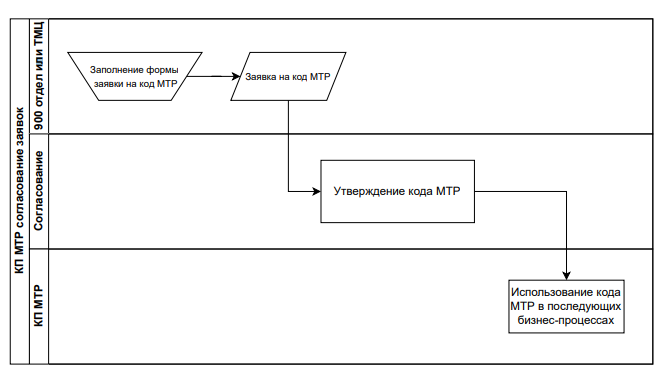 КП МТР согласование заявок
900 отдел или ТМЦ
Заполнение формы
заявки на код МТР
Заявка на код МТР
Согласование
Утверждение кода МТР
КП МТР
Использование кода
МТР в последующих
бизнес-процессах